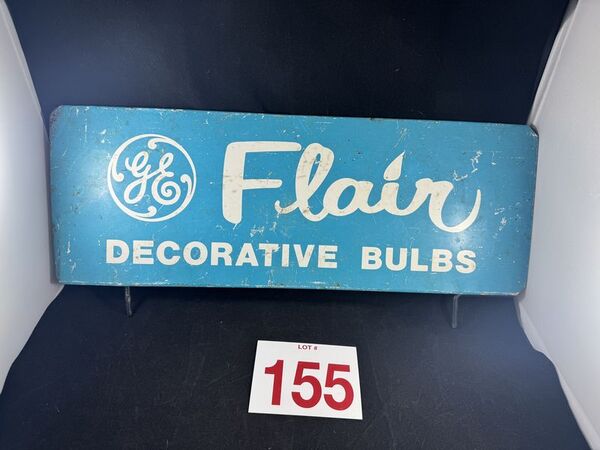 GE Flair
DECORATIVE BULBS
LOT #
155